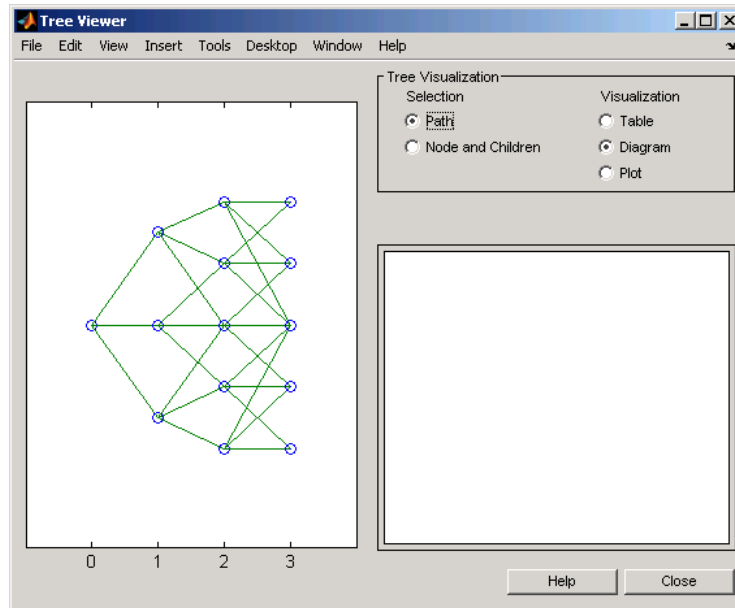 Tree Viewer
File Edit View Insert Tools Desktop Window Help
Tree Visualization
Selection Visualization
Path Table
Node and Children Diagram
Plot
0 1 2 3
Help Close